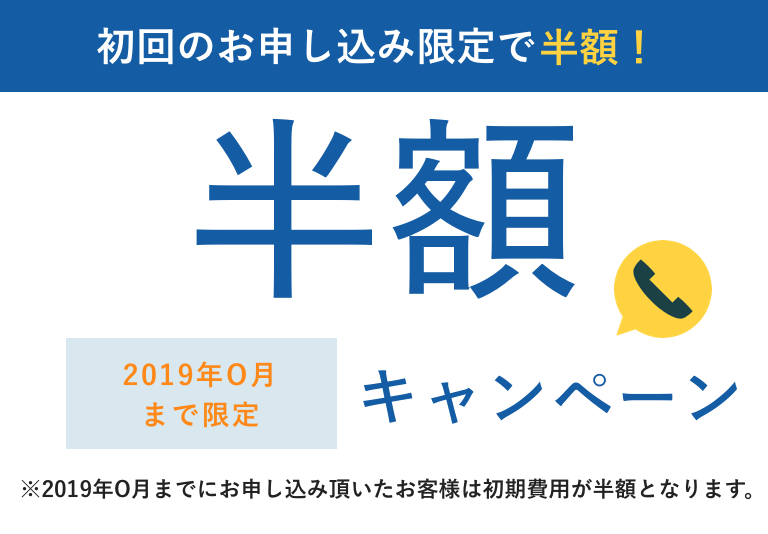 初回のお申し込み限定で半額！
半額
2019年O月
まで限定
キャンペーン
※2019年O月までにお申し込み頂いたお客様は初期費用が半額となります。